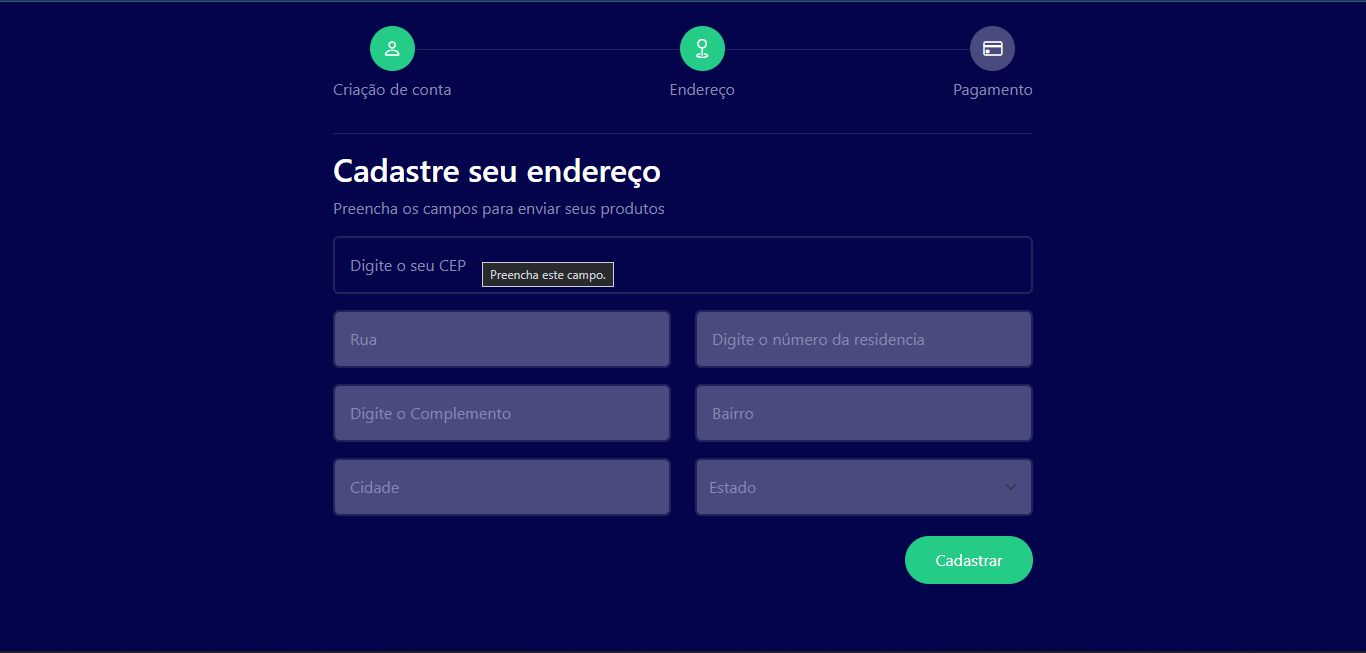 Criação de conta
Endereço
Pagamento
Cadastre seu endereço
Preencha os campos para enviar seus produtos
Digite o seu CEP
Preencha este campo.
Rua
Digite o número da residencia
Digite o Complemento
Bairro
Cidade
Estado
Cadastrar